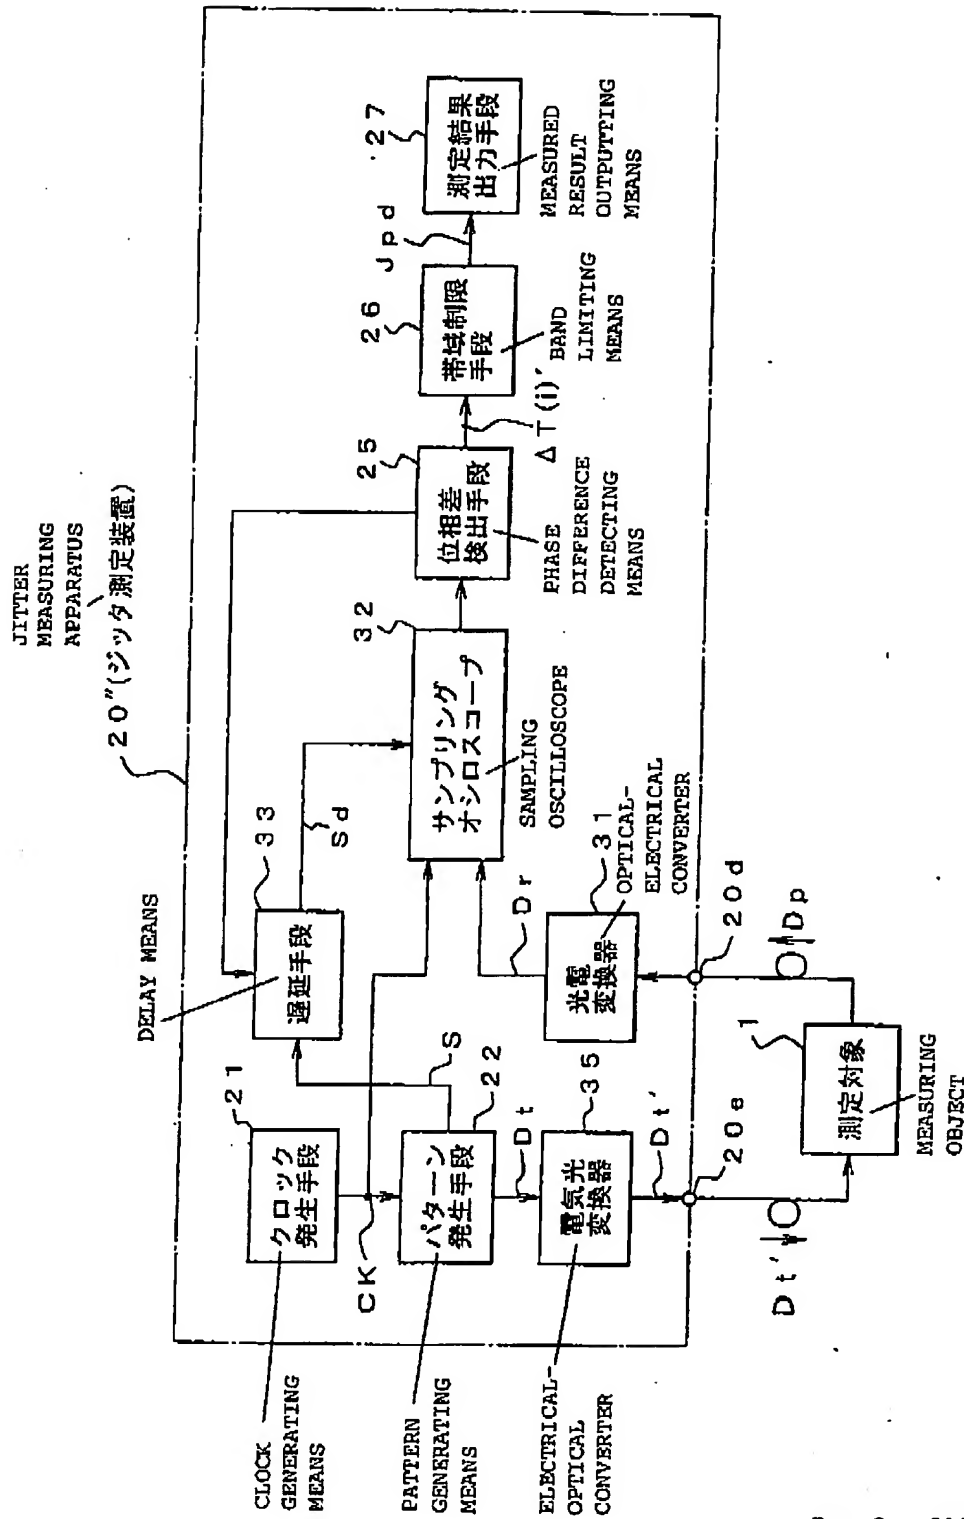 JITTER
MEASURING
APPARATUS
20"(ジッタ測定装置)
CLOCK
GENERATING
MEANS
21
クロック
発生手段
CK
PATTERN
GENERATING
MEANS
22
パターン
発生手段
S
Dt
ELECTRICAL-
OPTICAL
CONVERTER
35
電気光
変換器
Dt'
20e
Dt'
DELAY MEANS
33
遅延手段
Sd
32
サンプリング
オシロスコープ
SAMPLING
OSCILLOSCOPE
Dr
31
光電
変換器
OPTICAL-
ELECTRICAL
CONVERTER
20d
Dp
1
測定対象
MEASURING
OBJECT
25
位相差
検出手段
PHASE
DIFFERENCE
DETECTING
MEANS
ΔT(i)'
26
帯域制限
手段
BAND
LIMITING
MEANS
Jpd
27
測定結果
出力手段
MEASURED
RESULT
OUTPUTTING
MEANS